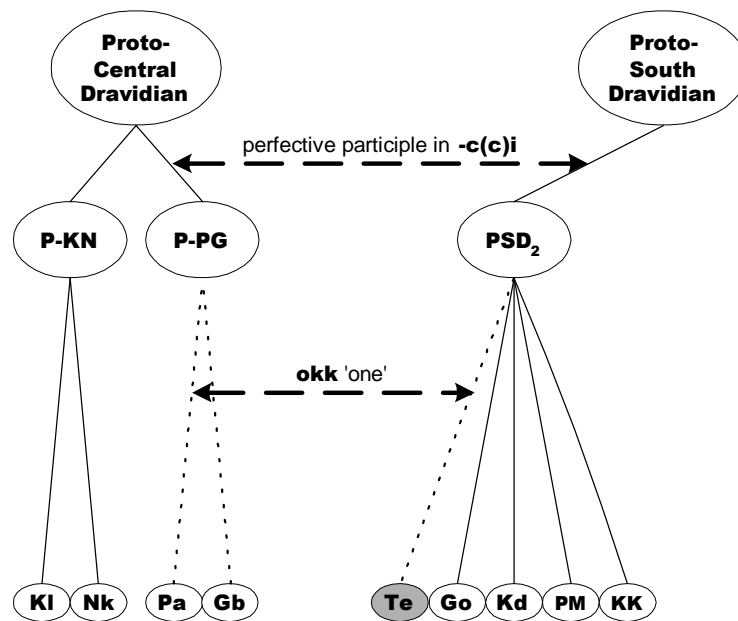 Proto-
Central
Dravidian
Proto-
South
Dravidian
perfective participle in -c(c)i
P-KN
P-PG
PSD₂
okk 'one'
Kl
Nk
Pa
Gb
Te
Go
Kd
PM
KK